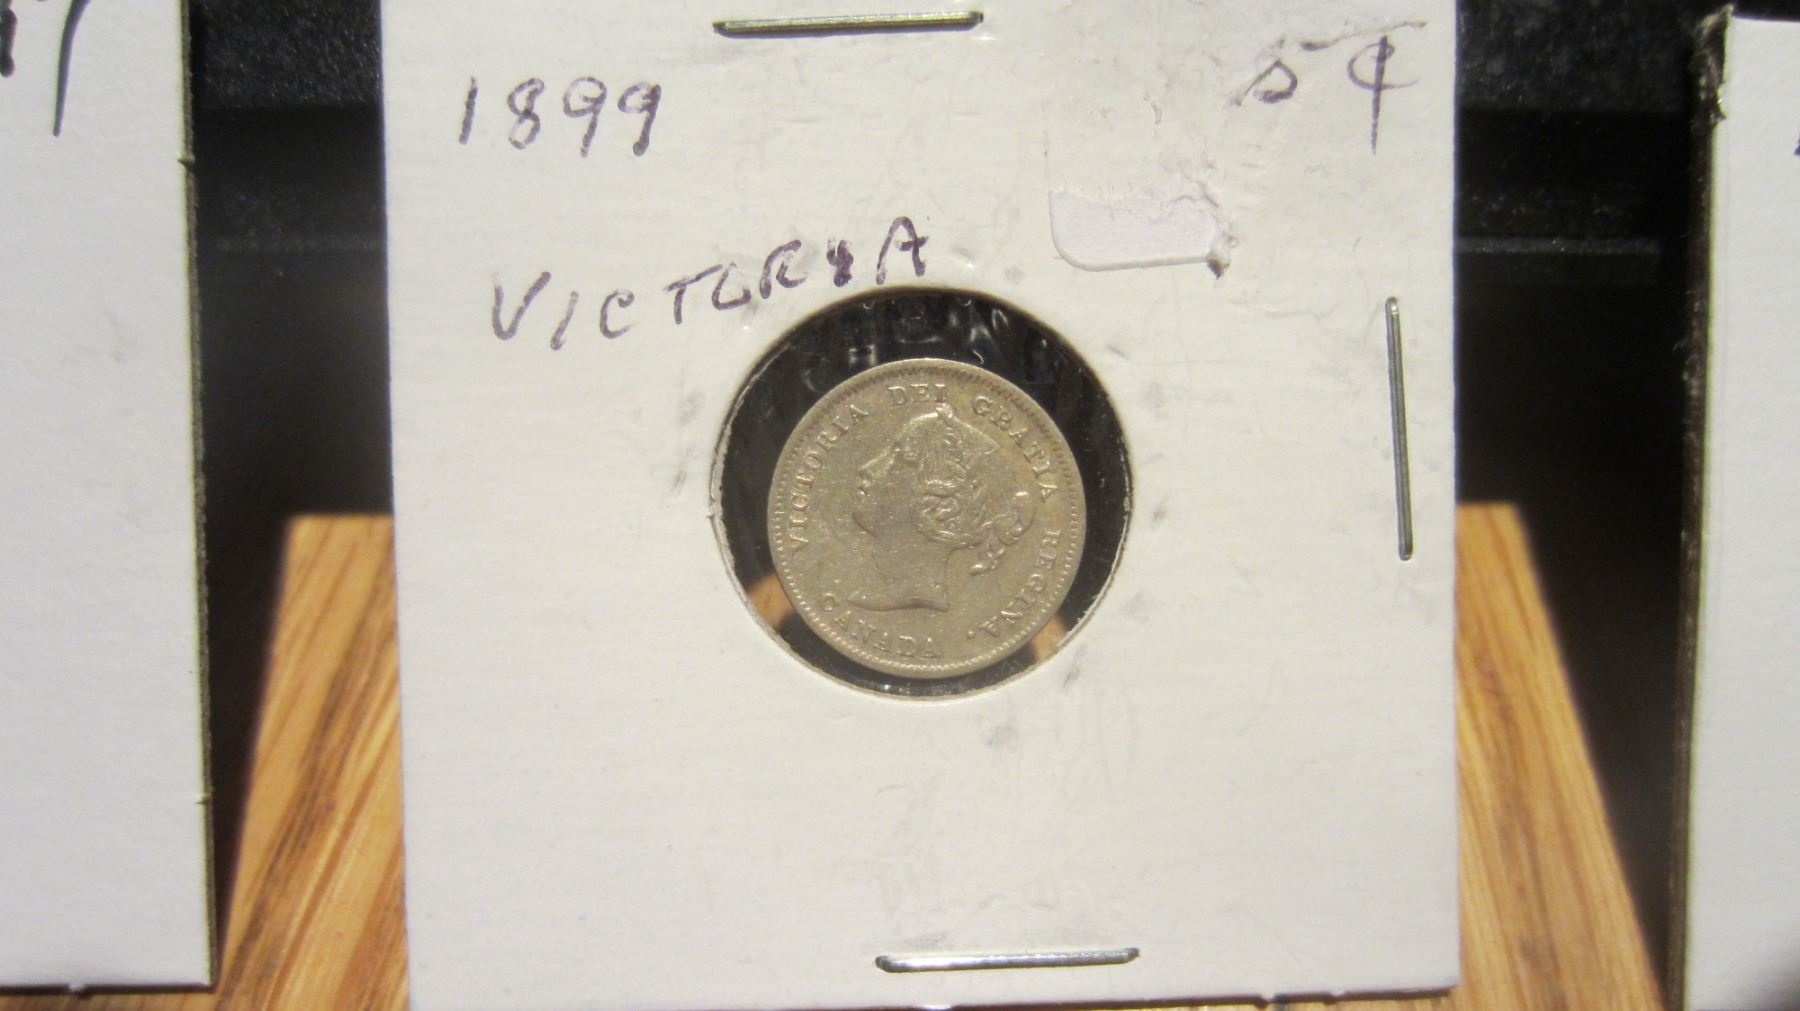 1899
5¢
VICTORIA
VICTORIA DEI GRATIA REGINA.
CANADA